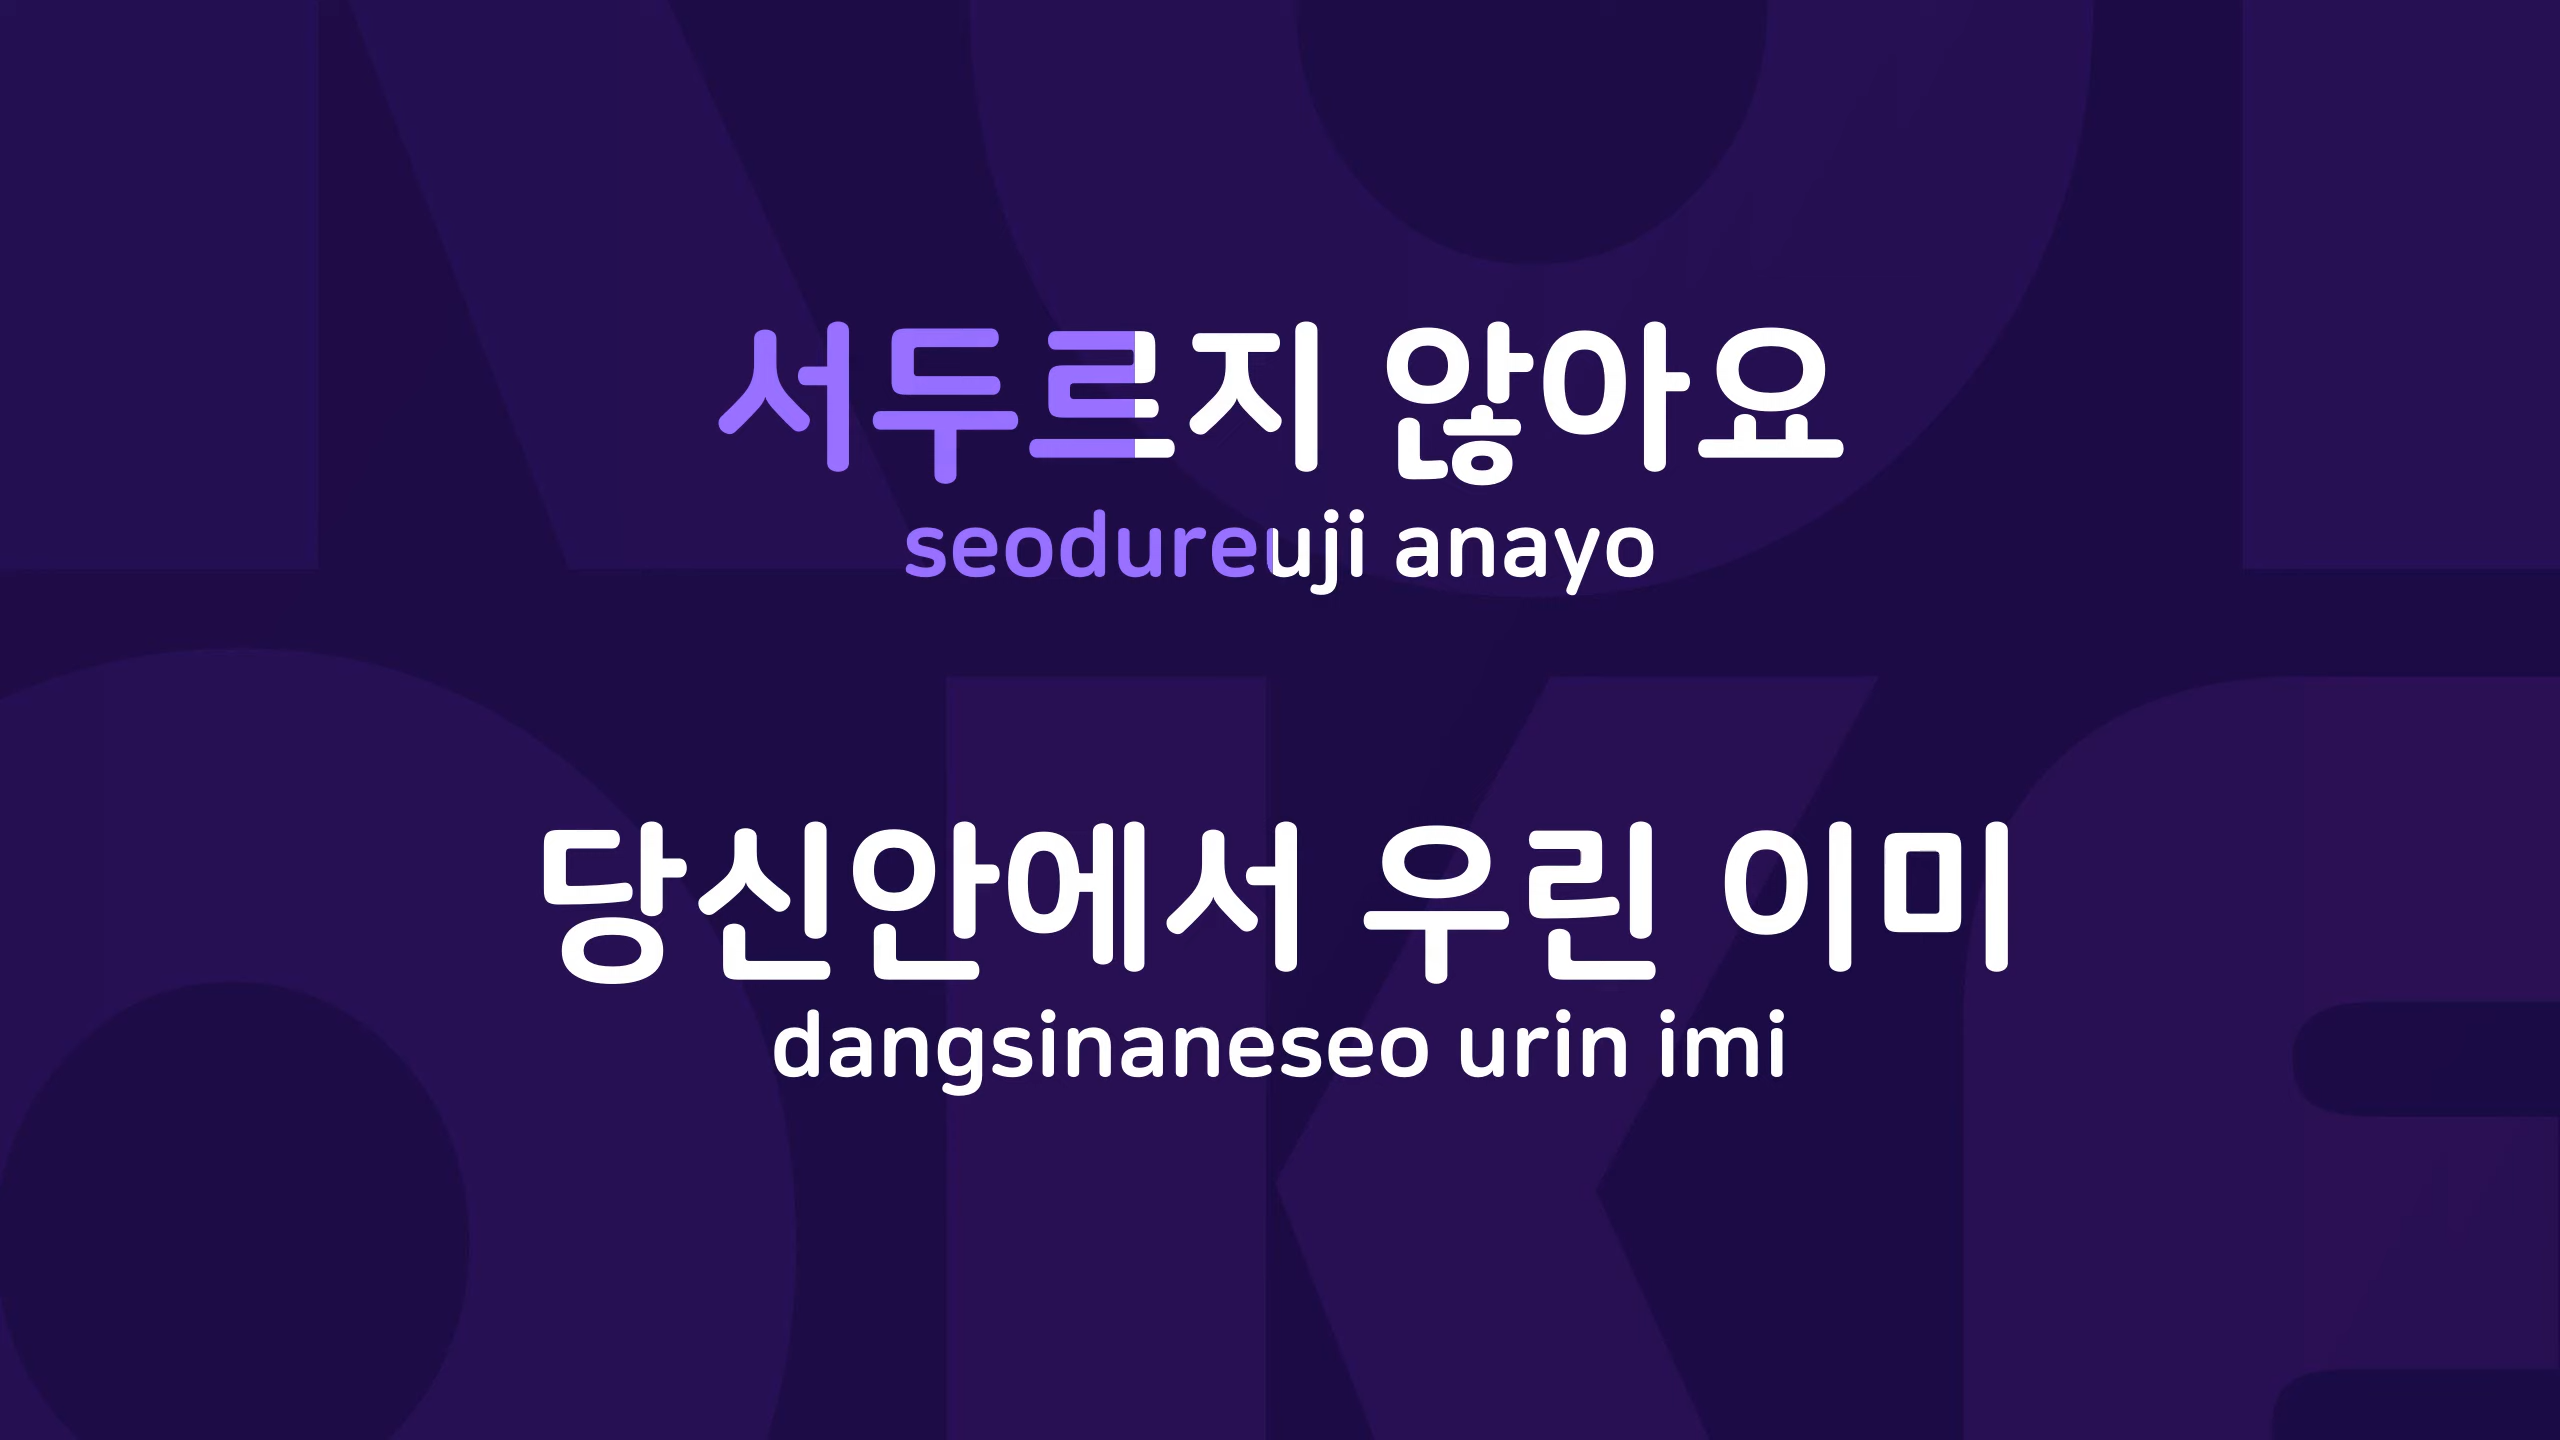 서두르지 않아요
seodureuji anayo
당신안에서 우린 이미
dangsinaneseo urin imi